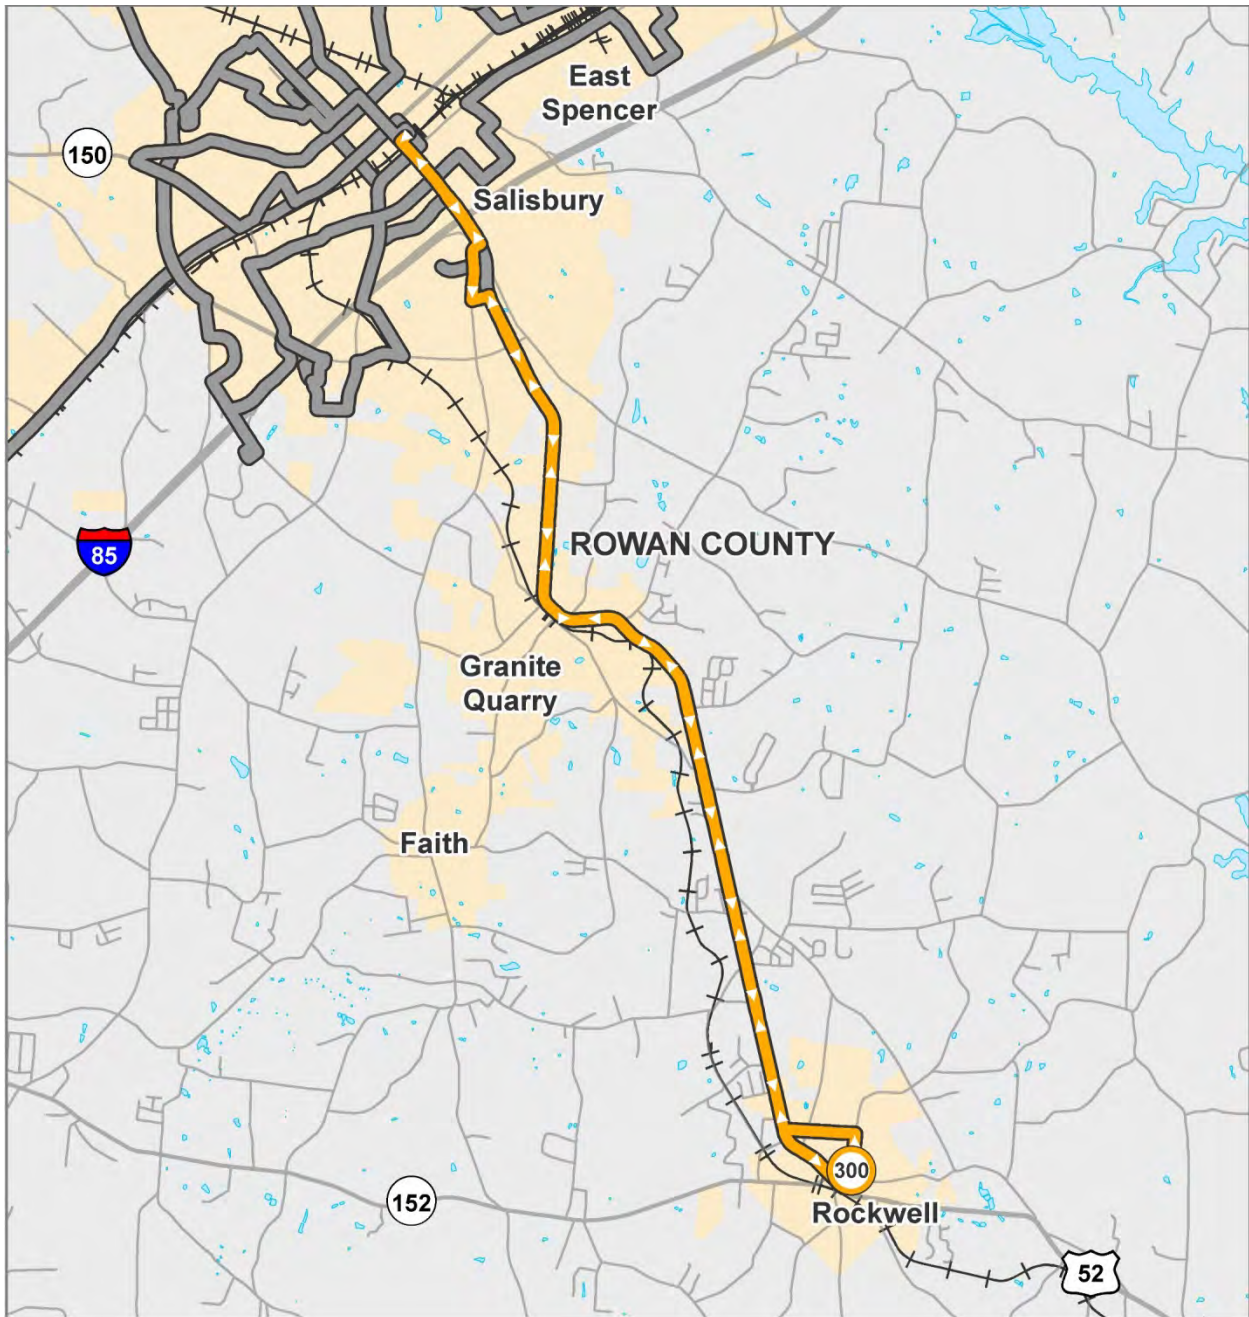 East
Spencer
150
Salisbury
ROWAN COUNTY
85
Granite
Quarry
Faith
300
152
Rockwell
52